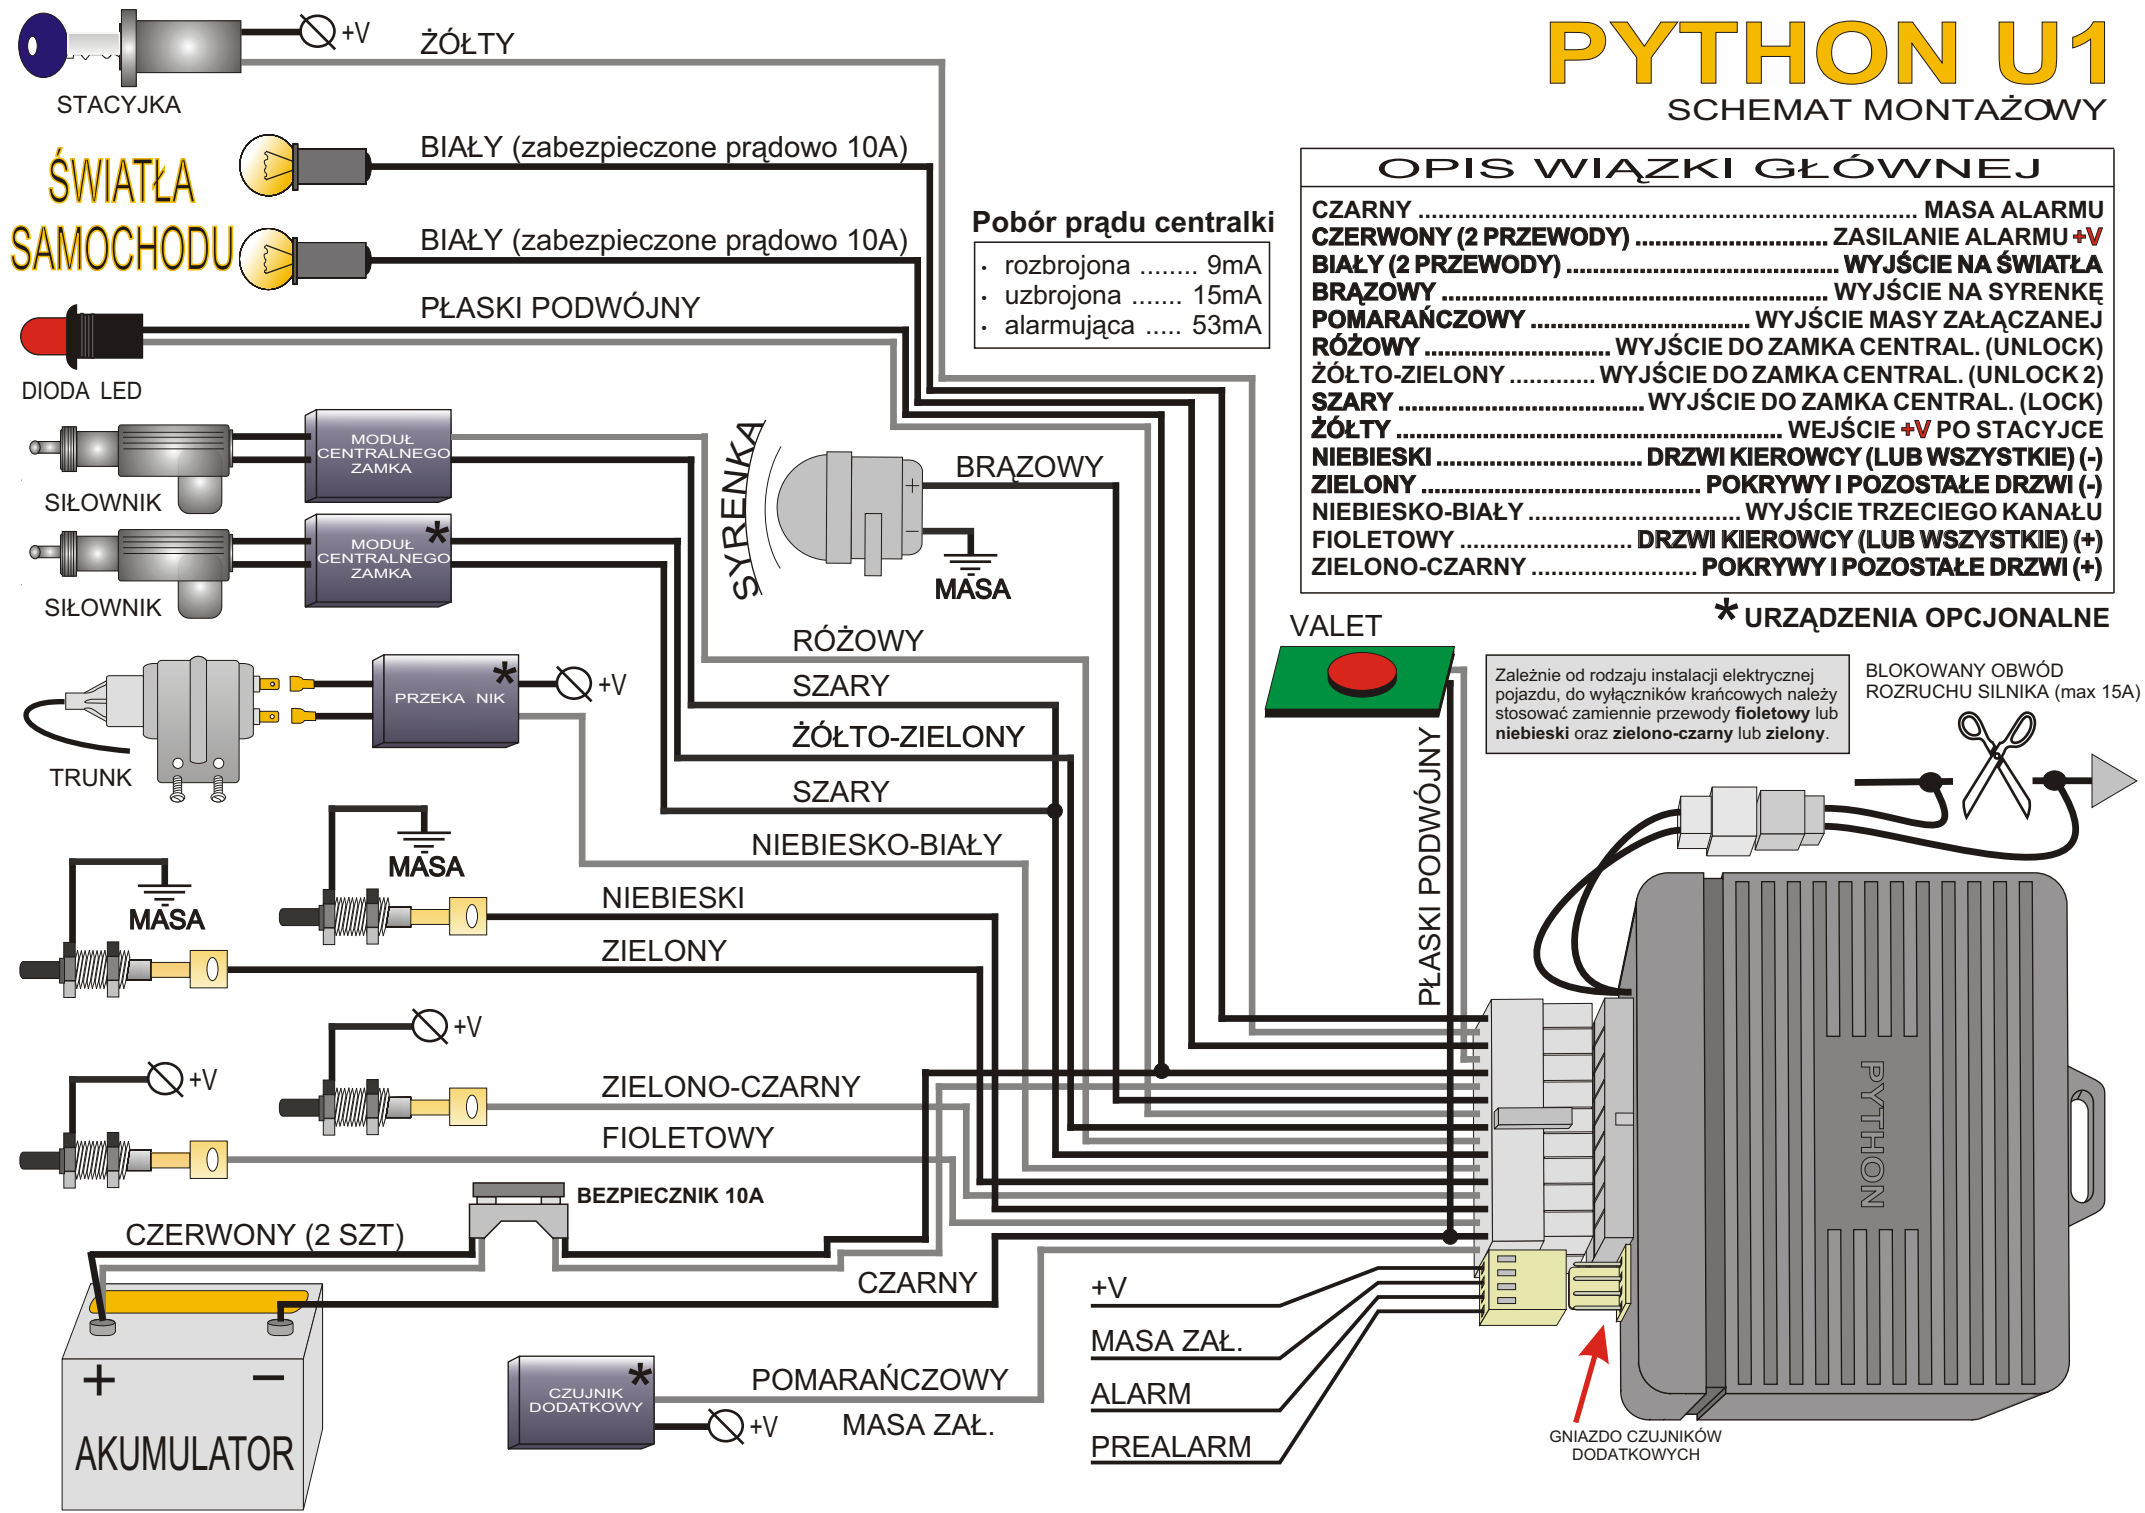 PYTHON U1
SCHEMAT MONTAŻOWY
+V
ŻÓŁTY
STACYJKA
ŚWIATŁA
SAMOCHODU
BIAŁY (zabezpieczone prądowo 10A)
BIAŁY (zabezpieczone prądowo 10A)
PŁASKI PODWÓJNY
DIODA LED
Pobór prądu centralki
· rozbrojona ........ 9mA
· uzbrojona ....... 15mA
· alarmująca ..... 53mA
OPIS WIĄZKI GŁÓWNEJ
CZARNY ........ MASA ALARMU
CZERWONY (2 PRZEWODY) ........ ZASILANIE ALARMU +V
BIAŁY (2 PRZEWODY) ........ WYJŚCIE NA ŚWIATŁA
BRĄZOWY ........ WYJŚCIE NA SYRENKĘ
POMARAŃCZOWY ........ WYJŚCIE MASY ZAŁĄCZANEJ
RÓŻOWY ........ WYJŚCIE DO ZAMKA CENTRAL. (UNLOCK)
ŻÓŁTO-ZIELONY ........ WYJŚCIE DO ZAMKA CENTRAL. (UNLOCK 2)
SZARY ........ WYJŚCIE DO ZAMKA CENTRAL. (LOCK)
ŻÓŁTY ........ WEJŚCIE +V PO STACYJCE
NIEBIESKI ........ DRZWI KIEROWCY (LUB WSZYSTKIE) (-)
ZIELONY ........ POKRYWY I POZOSTAŁE DRZWI (-)
NIEBIESKO-BIAŁY ........ WYJŚCIE TRZECIEGO KANAŁU
FIOLETOWY ........ DRZWI KIEROWCY (LUB WSZYSTKIE) (+)
ZIELONO-CZARNY ........ POKRYWY I POZOSTAŁE DRZWI (+)
* URZĄDZENIA OPCJONALNE
MODUŁ
CENTRALNEGO
ZAMKA
SIŁOWNIK
*
MODUŁ
CENTRALNEGO
ZAMKA
SIŁOWNIK
SYRENKA
+
−
BRĄZOWY
MASA
RÓŻOWY
SZARY
ŻÓŁTO-ZIELONY
SZARY
NIEBIESKO-BIAŁY
*
PRZEKA NIK
+V
TRUNK
VALET
PŁASKI PODWÓJNY
Zależnie od rodzaju instalacji elektrycznej
pojazdu, do wyłączników krańcowych należy
stosować zamiennie przewody fioletowy lub
niebieski oraz zielono-czarny lub zielony.
BLOKOWANY OBWÓD
ROZRUCHU SILNIKA (max 15A)
MASA
MASA
NIEBIESKI
ZIELONY
+V
+V
ZIELONO-CZARNY
FIOLETOWY
PYTHON
BEZPIECZNIK 10A
CZERWONY (2 SZT)
CZARNY
+
−
AKUMULATOR
*
CZUJNIK
DODATKOWY
POMARAŃCZOWY
MASA ZAŁ.
+V
+V
MASA ZAŁ.
ALARM
PREALARM
GNIAZDO CZUJNIKÓW
DODATKOWYCH